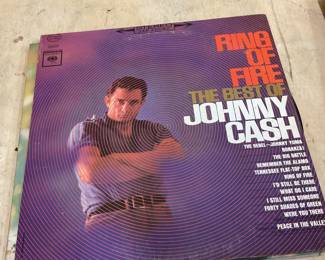 RING
OF
FIRE
THE BEST OF
JOHNNY
CASH
THE REBEL—JOHNNY YUMA
BONANZA!
THE BIG BATTLE
REMEMBER THE ALAMO
TENNESSEE FLAT-TOP BOX
RING OF FIRE
I'D STILL BE THERE
WHAT DO I CARE
I STILL MISS SOMEONE
FORTY SHADES OF GREEN
WERE YOU THERE
PEACE IN THE VALLEY